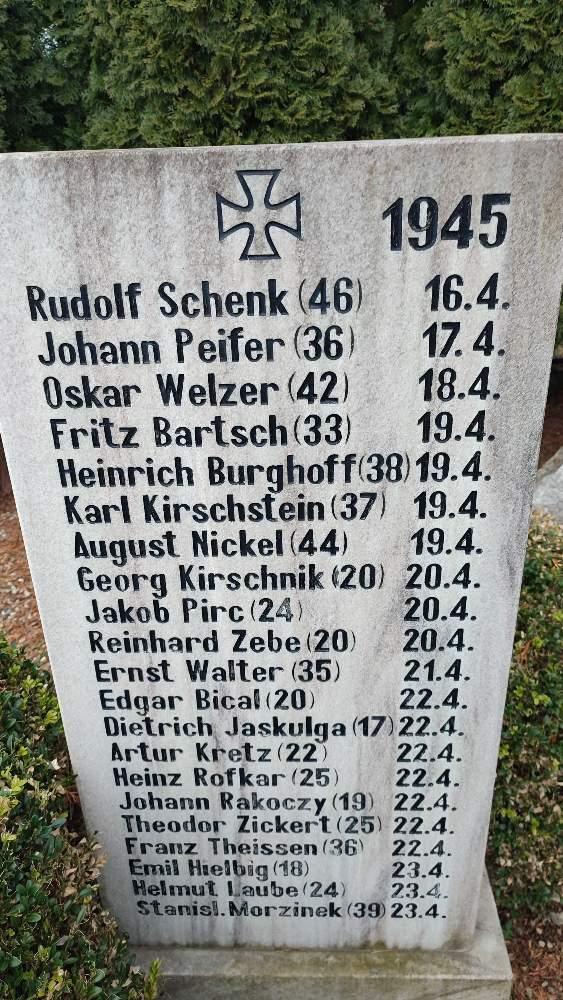 1945
Rudolf Schenk (46) 16.4.
Johann Peifer (36) 17.4.
Oskar Welzer (42) 18.4.
Fritz Bartsch (33) 19.4.
Heinrich Burghoff (38) 19.4.
Karl Kirschstein (37) 19.4.
August Nickel (44) 19.4.
Georg Kirschnik (20) 20.4.
Jakob Pirc (24) 20.4.
Reinhard Zebe (20) 20.4.
Ernst Walter (35) 21.4.
Edgar Bical (20) 22.4.
Dietrich Jaskulga (17) 22.4.
Artur Kretz (22) 22.4.
Heinz Rofkar (25) 22.4.
Johann Rakoczy (19) 22.4.
Theodor Zickert (25) 22.4.
Franz Theissen (36) 22.4.
Emil Hielbig (18) 23.4.
Helmut Laube (24) 23.4.
Stanisl. Morzinek (39) 23.4.